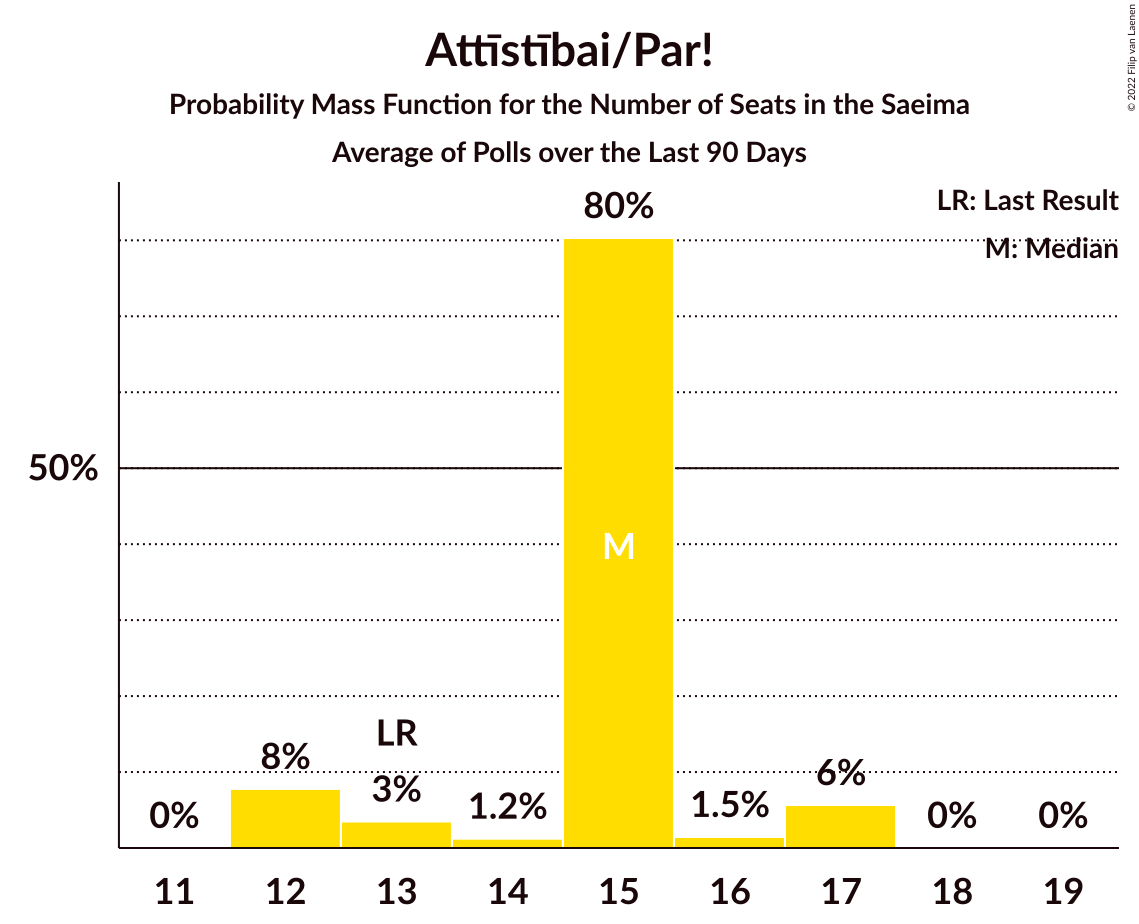 Attīstībai/Par!
Probability Mass Function for the Number of Seats in the Saeima
Average of Polls over the Last 90 Days
© 2022 Filip van Laenen
LR: Last Result
M: Median
80%
50%
M
LR
0%
8%
3%
1.2%
1.5%
6%
0%
0%
11 12 13 14 15 16 17 18 19